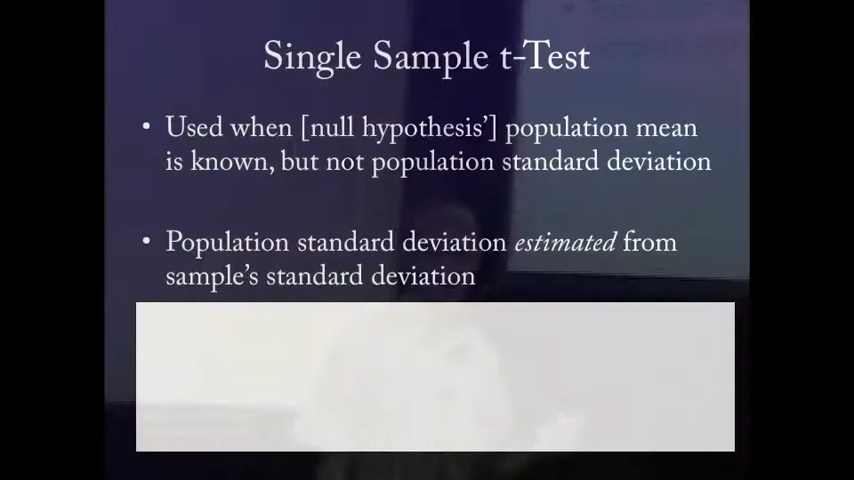 Single Sample t-Test
• Used when [null hypothesis’] population mean
is known, but not population standard deviation
• Population standard deviation estimated from
sample’s standard deviation